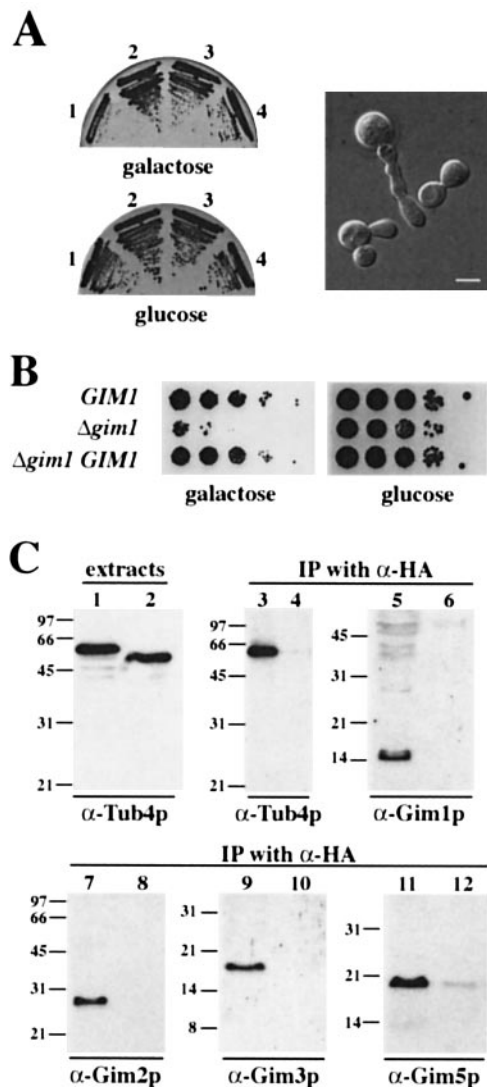 A
2 3
1 4
galactose
2 3
1 4
glucose
B
GIM1
Δgim1
Δgim1 GIM1
galactose glucose
C
extracts IP with α-HA
1 2 3 4 5 6
97 97
66 66 45
45 45 31
31 31 21
14
21 21
α-Tub4p α-Tub4p α-Gim1p
IP with α-HA
7 8 9 10 11 12
97
66 31 31
45 21 21
31 14
21 8 14
α-Gim2p α-Gim3p α-Gim5p